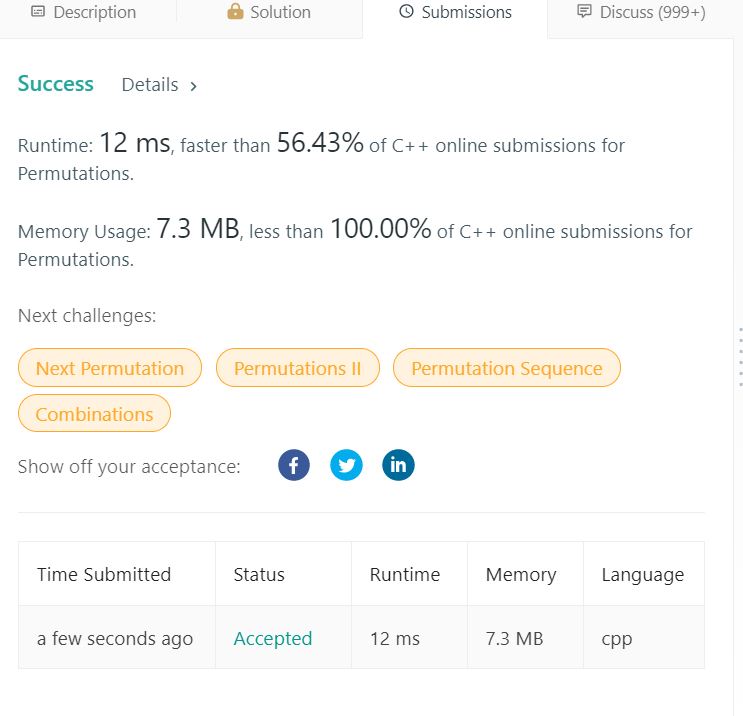 Description Solution Submissions Discuss (999+)
Success Details >
Runtime: 12 ms, faster than 56.43% of C++ online submissions for
Permutations.
Memory Usage: 7.3 MB, less than 100.00% of C++ online submissions for
Permutations.
Next challenges:
Next Permutation Permutations II Permutation Sequence
Combinations
Show off your acceptance: f in
Time Submitted Status Runtime Memory Language
a few seconds ago Accepted 12 ms 7.3 MB cpp